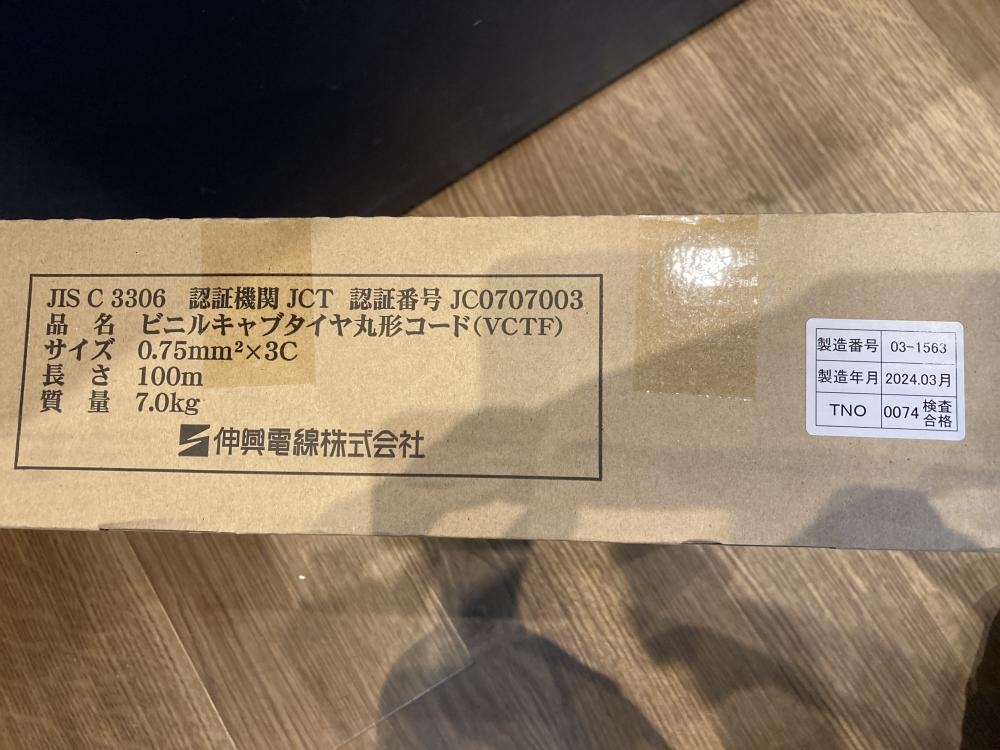 JIS C 3306 認証機関 JCT 認証番号 JC0707003
品 名 ビニルキャブタイヤ丸形コード(VCTF)
サイズ 0.75mm²×3C
長 さ 100m
質 量 7.0kg
伸興電線株式会社
製造番号 03-1563
製造年月 2024.03月
TNO 0074 検査合格